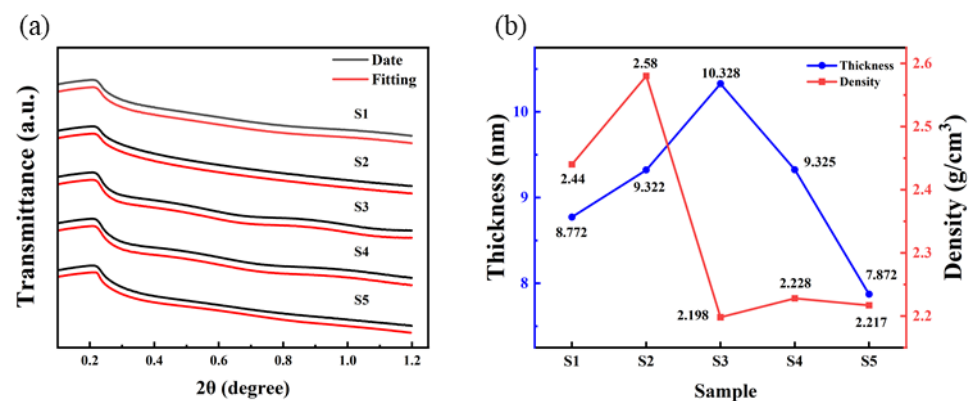 (a)
Date
Fitting
S1
S2
S3
S4
S5
Transmittance (a.u.)
0.2 0.4 0.6 0.8 1.0 1.2
2θ (degree)
(b)
Thickness
Density
10
9
8
Thickness (nm)
2.6
2.5
2.4
2.3
2.2
Density (g/cm³)
2.58
10.328
2.44
9.322
9.325
8.772
2.228
7.872
2.198
2.217
S1 S2 S3 S4 S5
Sample